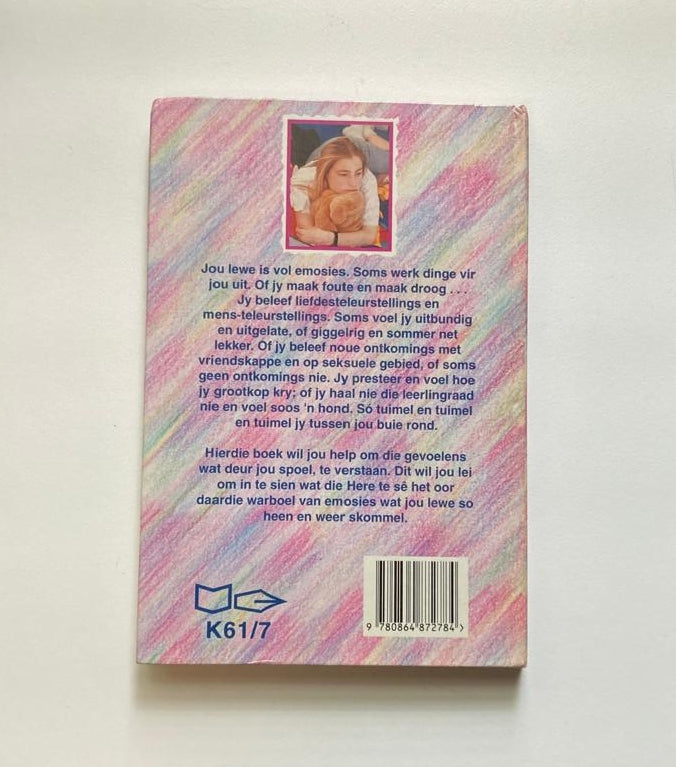 Jou lewe is vol emosies. Soms werk dinge vir
jou uit. Of jy maak foute en maak droog . . .
Jy beleef liefdesteleurstellings en
mens-teleurstellings. Soms voel jy uitbundig
en uitgelate, of giggelrig en sommer net
lekker. Of jy beleef noue ontkomings met
vriendskappe en op seksuele gebied, of soms
geen ontkomings nie. Jy presteer en voel hoe
jy grootkop kry; of jy haal nie die leerlingraad
nie en voel soos 'n hond. Só tuimel en tuimel
en tuimel jy tussen jou buie rond.
Hierdie boek wil jou help om die gevoelens
wat deur jou spoel, te verstaan. Dit wil jou lei
om in te sien wat die Here te sê het oor
daardie warboel van emosies wat jou lewe so
heen en weer skommel.
K61/7
9 780864 872784 >